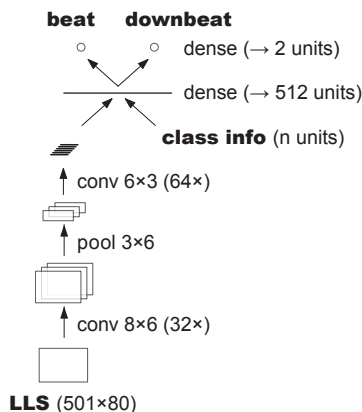 beat downbeat
dense (→ 2 units)
dense (→ 512 units)
class info (n units)
conv 6×3 (64×)
pool 3×6
conv 8×6 (32×)
LLS (501×80)